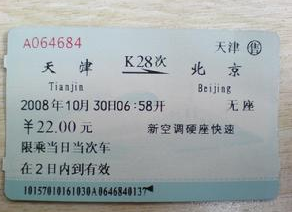 A064684 天津 售
天津 K28次 北京
Tianjin Beijing
2008年10月30日06:58开 无座
￥22.00元 新空调硬座快速
限乘当日当次车
在2日内到有效
10157010161030A0646840137